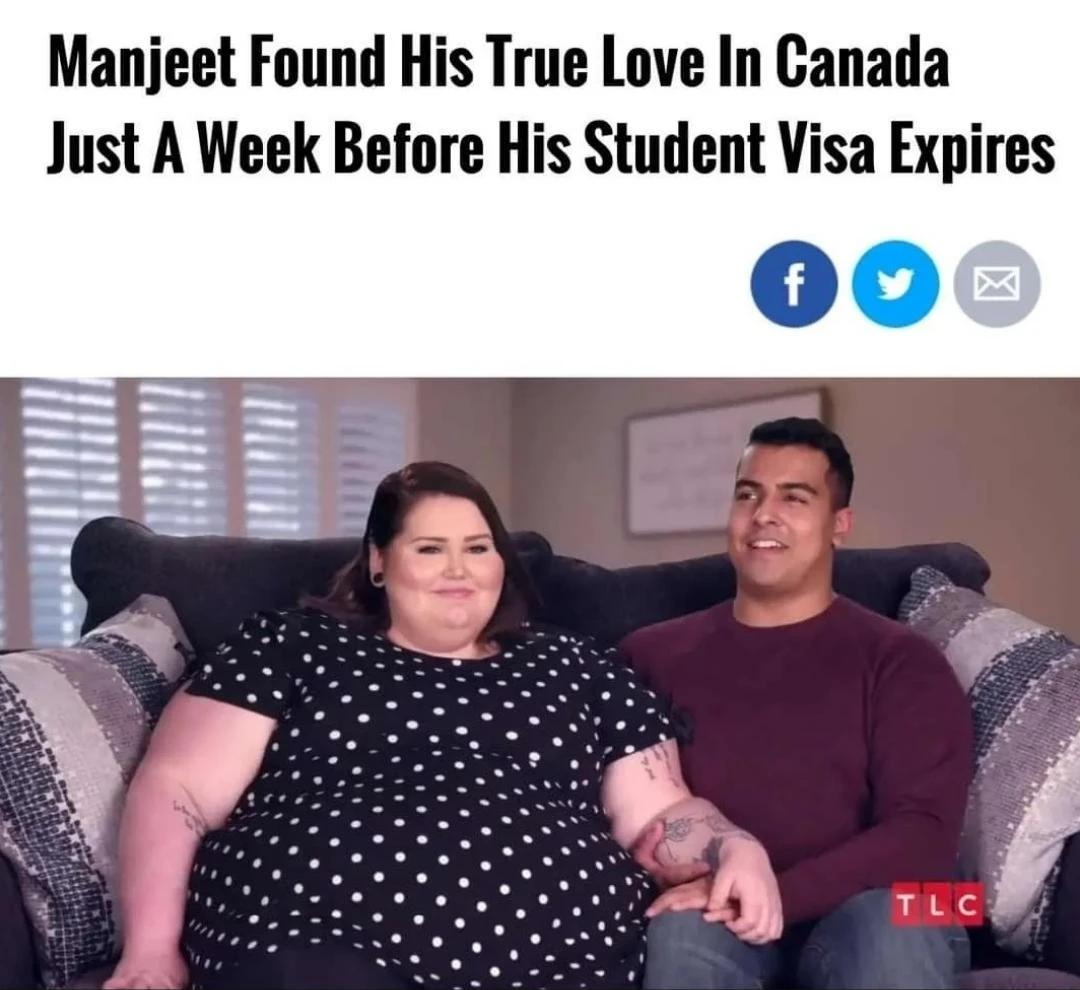 Manjeet Found His True Love In Canada
Just A Week Before His Student Visa Expires
f
TLC